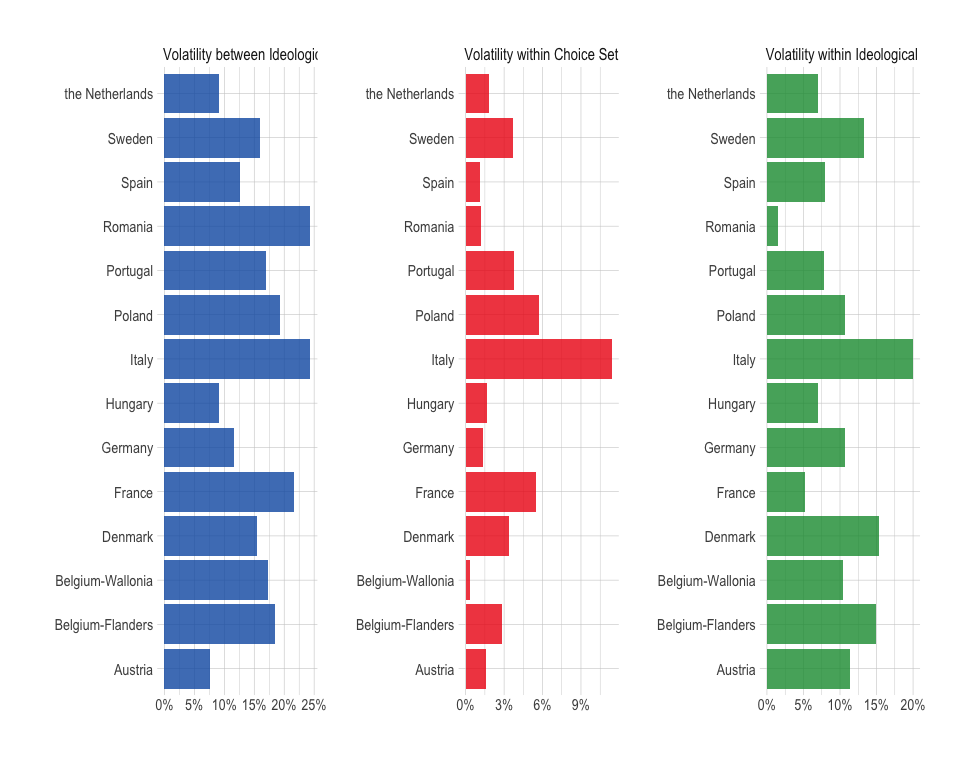 Volatility between Ideologic
the Netherlands
Sweden
Spain
Romania
Portugal
Poland
Italy
Hungary
Germany
France
Denmark
Belgium-Wallonia
Belgium-Flanders
Austria
0% 5% 10% 15% 20% 25%
Volatility within Choice Set
the Netherlands
Sweden
Spain
Romania
Portugal
Poland
Italy
Hungary
Germany
France
Denmark
Belgium-Wallonia
Belgium-Flanders
Austria
0% 3% 6% 9%
Volatility within Ideological
the Netherlands
Sweden
Spain
Romania
Portugal
Poland
Italy
Hungary
Germany
France
Denmark
Belgium-Wallonia
Belgium-Flanders
Austria
0% 5% 10% 15% 20%